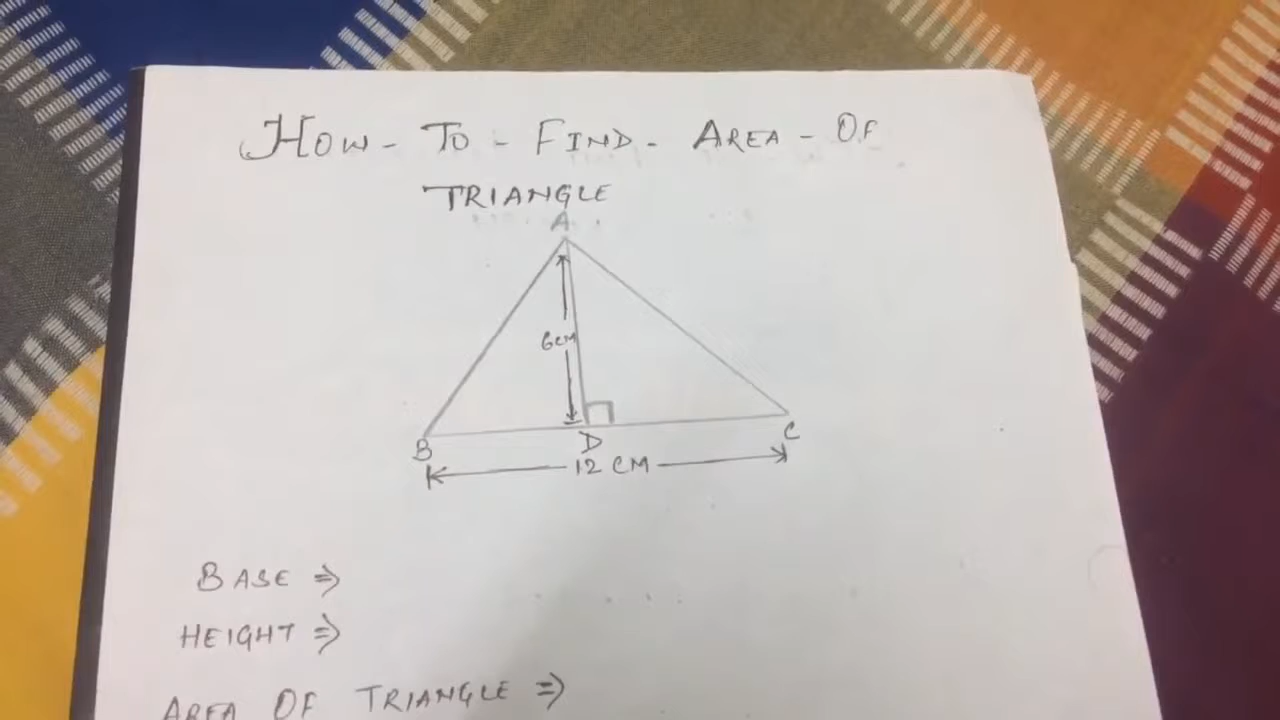 HOW - TO - FIND - AREA - OF
TRIANGLE
A
6CM
B
D
C
12 CM
BASE ⇒
HEIGHT ⇒
AREA OF TRIANGLE ⇒